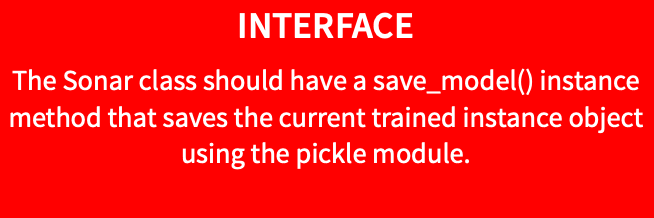 INTERFACE
The Sonar class should have a save_model() instance
method that saves the current trained instance object
using the pickle module.